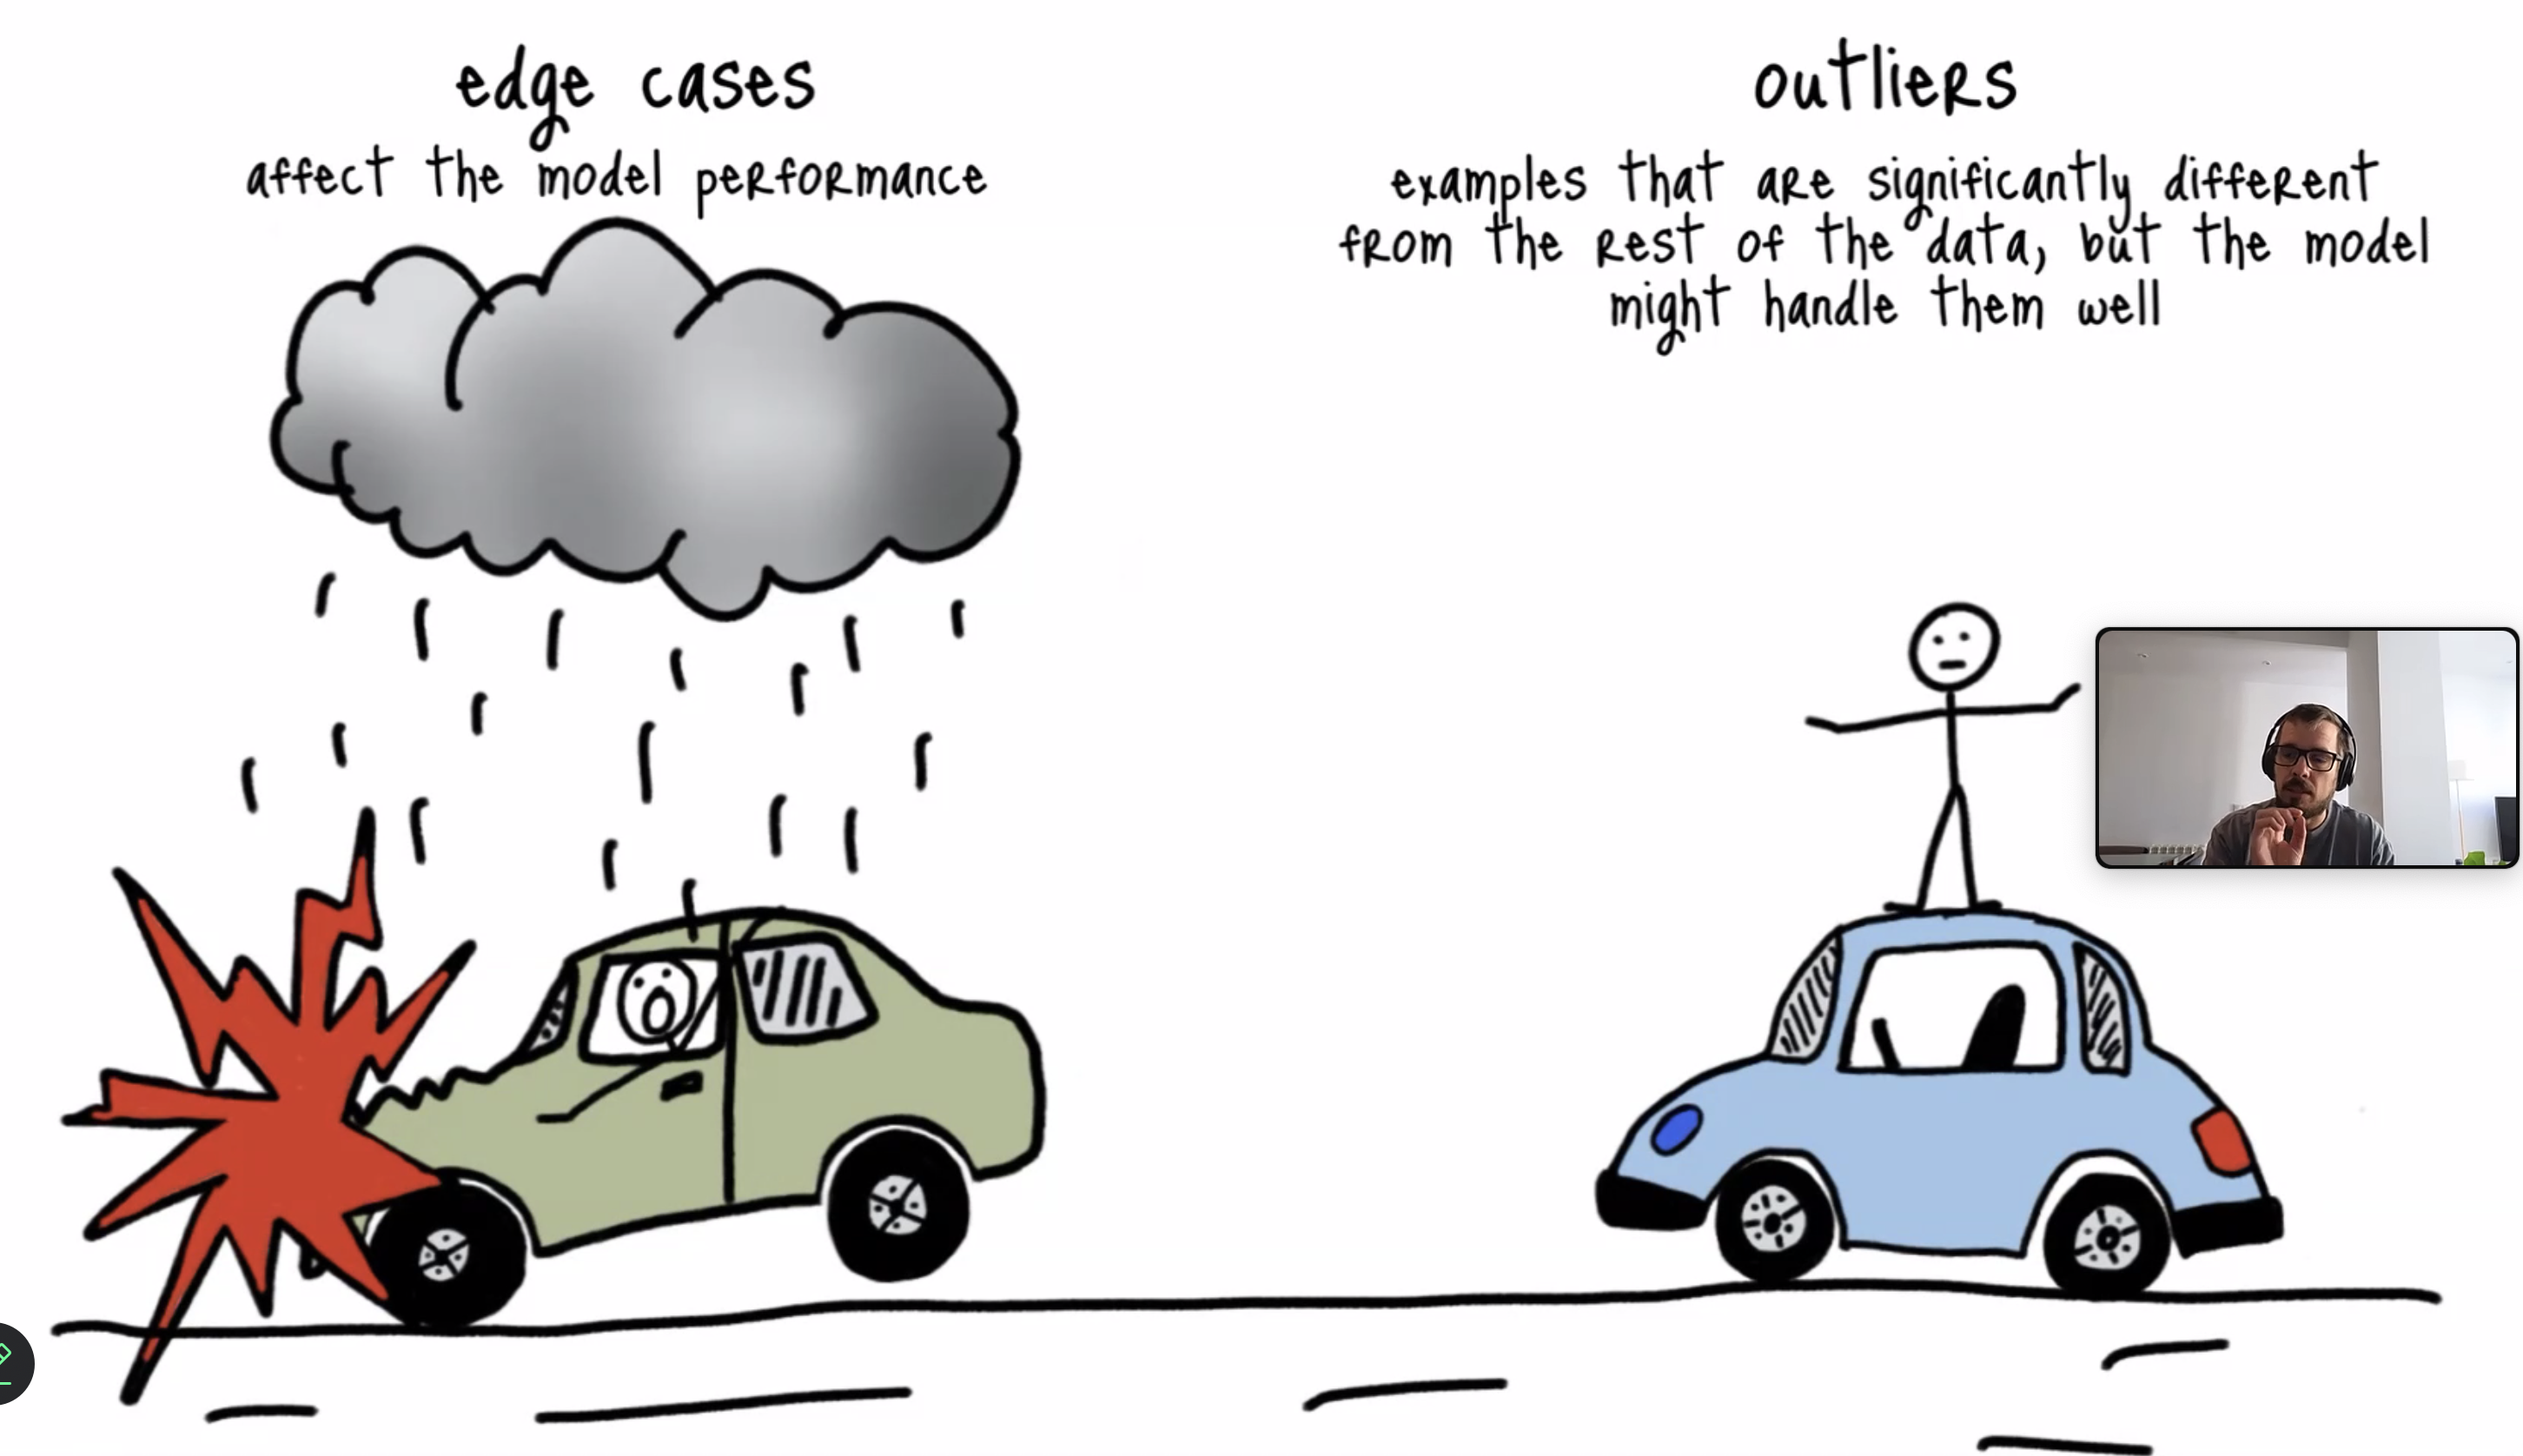 edge cases
affect the model performance
outliers
examples that are significantly different
from the rest of the data, but the model
might handle them well